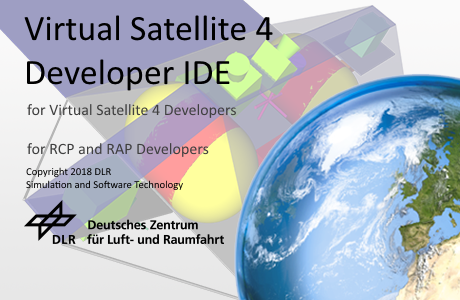 Virtual Satellite 4
Developer IDE
for Virtual Satellite 4 Developers
for RCP and RAP Developers
Copyright 2018 DLR
Simulation and Software Technology
DLR
Deutsches Zentrum
für Luft- und Raumfahrt